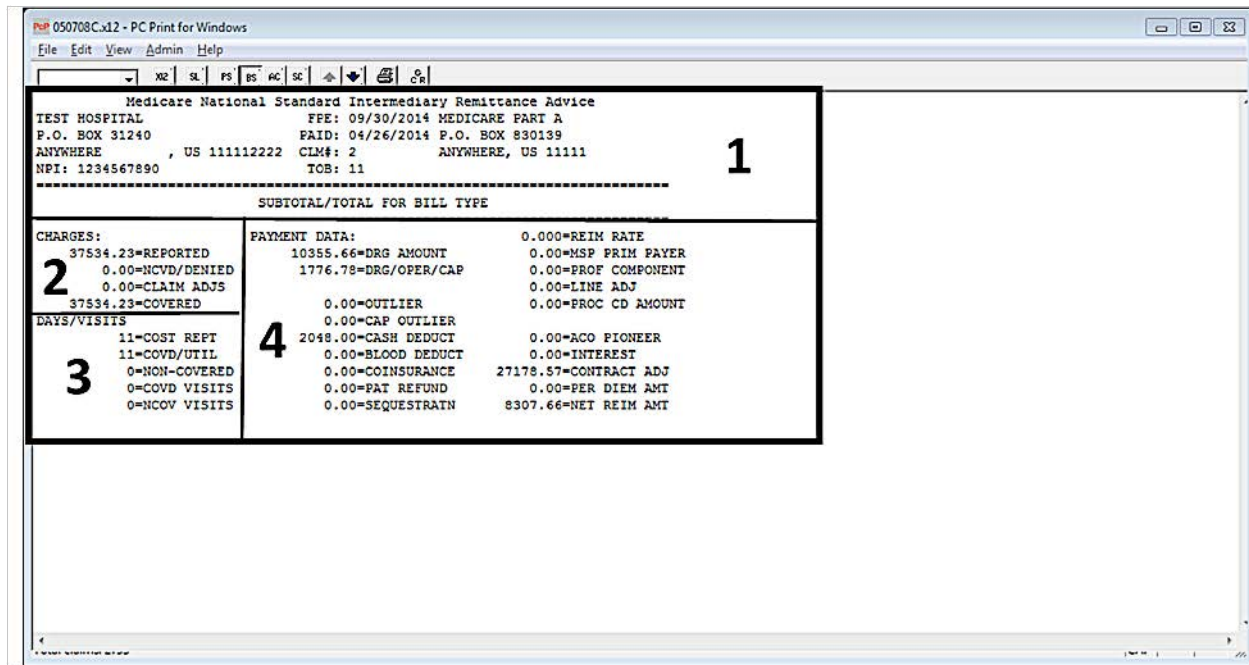 050708C.x12 - PC Print for Windows
File Edit View Admin Help
X12 SL PS BS AC SC
Medicare National Standard Intermediary Remittance Advice
TEST HOSPITAL FPE: 09/30/2014 MEDICARE PART A
P.O. BOX 31240 PAID: 04/26/2014 P.O. BOX 830139
ANYWHERE , US 111112222 CLM#: 2 ANYWHERE, US 11111
NPI: 1234567890 TOB: 11
1
SUBTOTAL/TOTAL FOR BILL TYPE
CHARGES:
37534.23=REPORTED
0.00=NCVD/DENIED
0.00=CLAIM ADJS
37534.23=COVERED
2
DAYS/VISITS
11=COST REPT
11=COVD/UTIL
0=NON-COVERED
0=COVD VISITS
0=NCOV VISITS
3
PAYMENT DATA: 0.000=REIM RATE
10355.66=DRG AMOUNT 0.00=MSP PRIM PAYER
1776.78=DRG/OPER/CAP 0.00=PROF COMPONENT
0.00=LINE ADJ
0.00=OUTLIER 0.00=PROC CD AMOUNT
0.00=CAP OUTLIER
2048.00=CASH DEDUCT 0.00=ACO PIONEER
0.00=BLOOD DEDUCT 0.00=INTEREST
0.00=COINSURANCE 27178.57=CONTRACT ADJ
0.00=PAT REFUND 0.00=PER DIEM AMT
0.00=SEQUESTRATN 8307.66=NET REIM AMT
4